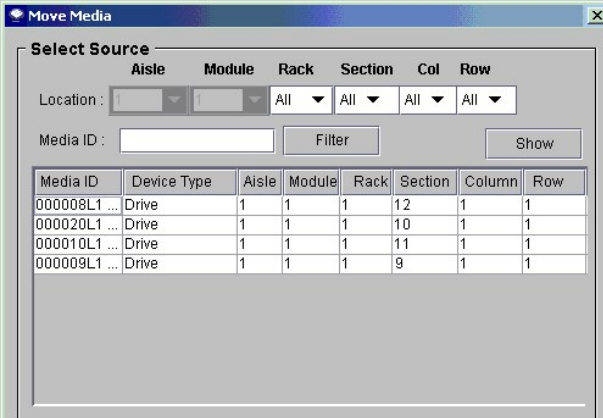 Move Media
Select Source
Aisle Module Rack Section Col Row
Location : 1 1 All All All All
Media ID : Filter Show
Media ID Device Type Aisle Module Rack Section Column Row
000008L1 ... Drive 1 1 1 12 1 1
000020L1 ... Drive 1 1 1 10 1 1
000010L1 ... Drive 1 1 1 11 1 1
000009L1 ... Drive 1 1 1 9 1 1